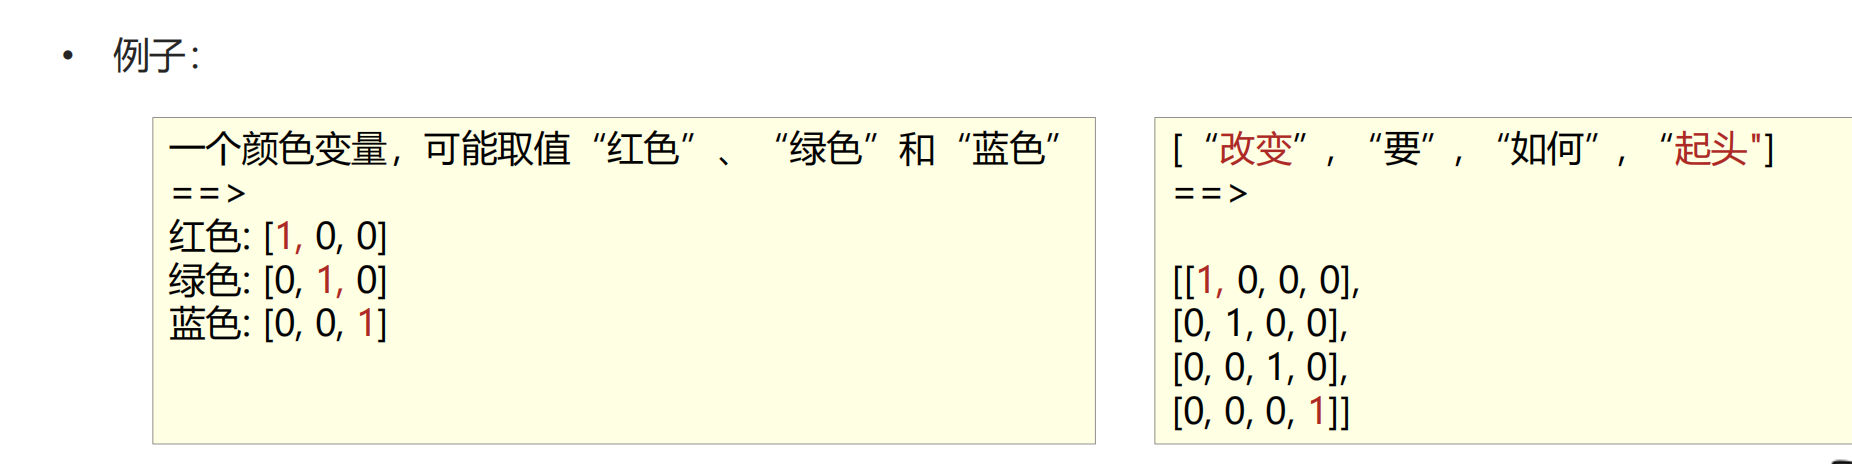 • 例子：
一个颜色变量，可能取值“红色”、“绿色”和“蓝色”
==>
红色: [1, 0, 0]
绿色: [0, 1, 0]
蓝色: [0, 0, 1]
[“改变”, “要”, “如何”, “起头"]
==>
[[1, 0, 0, 0],
[0, 1, 0, 0],
[0, 0, 1, 0],
[0, 0, 0, 1]]